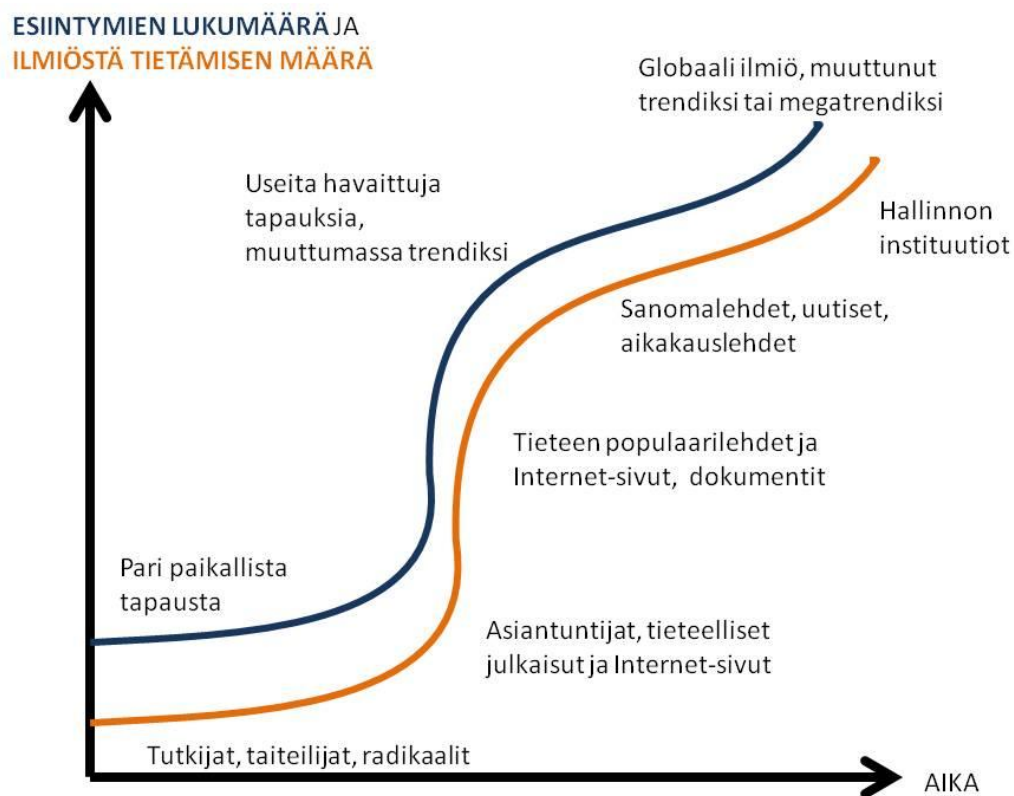 ESIINTYMIEN LUKUMÄÄRÄ JA
ILMIÖSTÄ TIETÄMISEN MÄÄRÄ
Globaali ilmiö, muuttunut
trendiksi tai megatrendiksi
Useita havaittuja
tapauksia,
muuttumassa trendiksi
Hallinnon
instituutiot
Sanomalehdet, uutiset,
aikakauslehdet
Tieteen populaarilehdet ja
Internet-sivut, dokumentit
Pari paikallista
tapausta
Asiantuntijat, tieteelliset
julkaisut ja Internet-sivut
Tutkijat, taiteilijat, radikaalit
AIKA